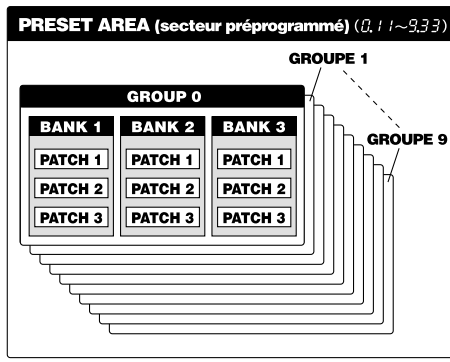 PRESET AREA (secteur préprogrammé) (0.11~9.33)
GROUPE 1
GROUP 0
GROUPE 9
BANK 1 BANK 2 BANK 3
PATCH 1 PATCH 1 PATCH 1
PATCH 2 PATCH 2 PATCH 2
PATCH 3 PATCH 3 PATCH 3